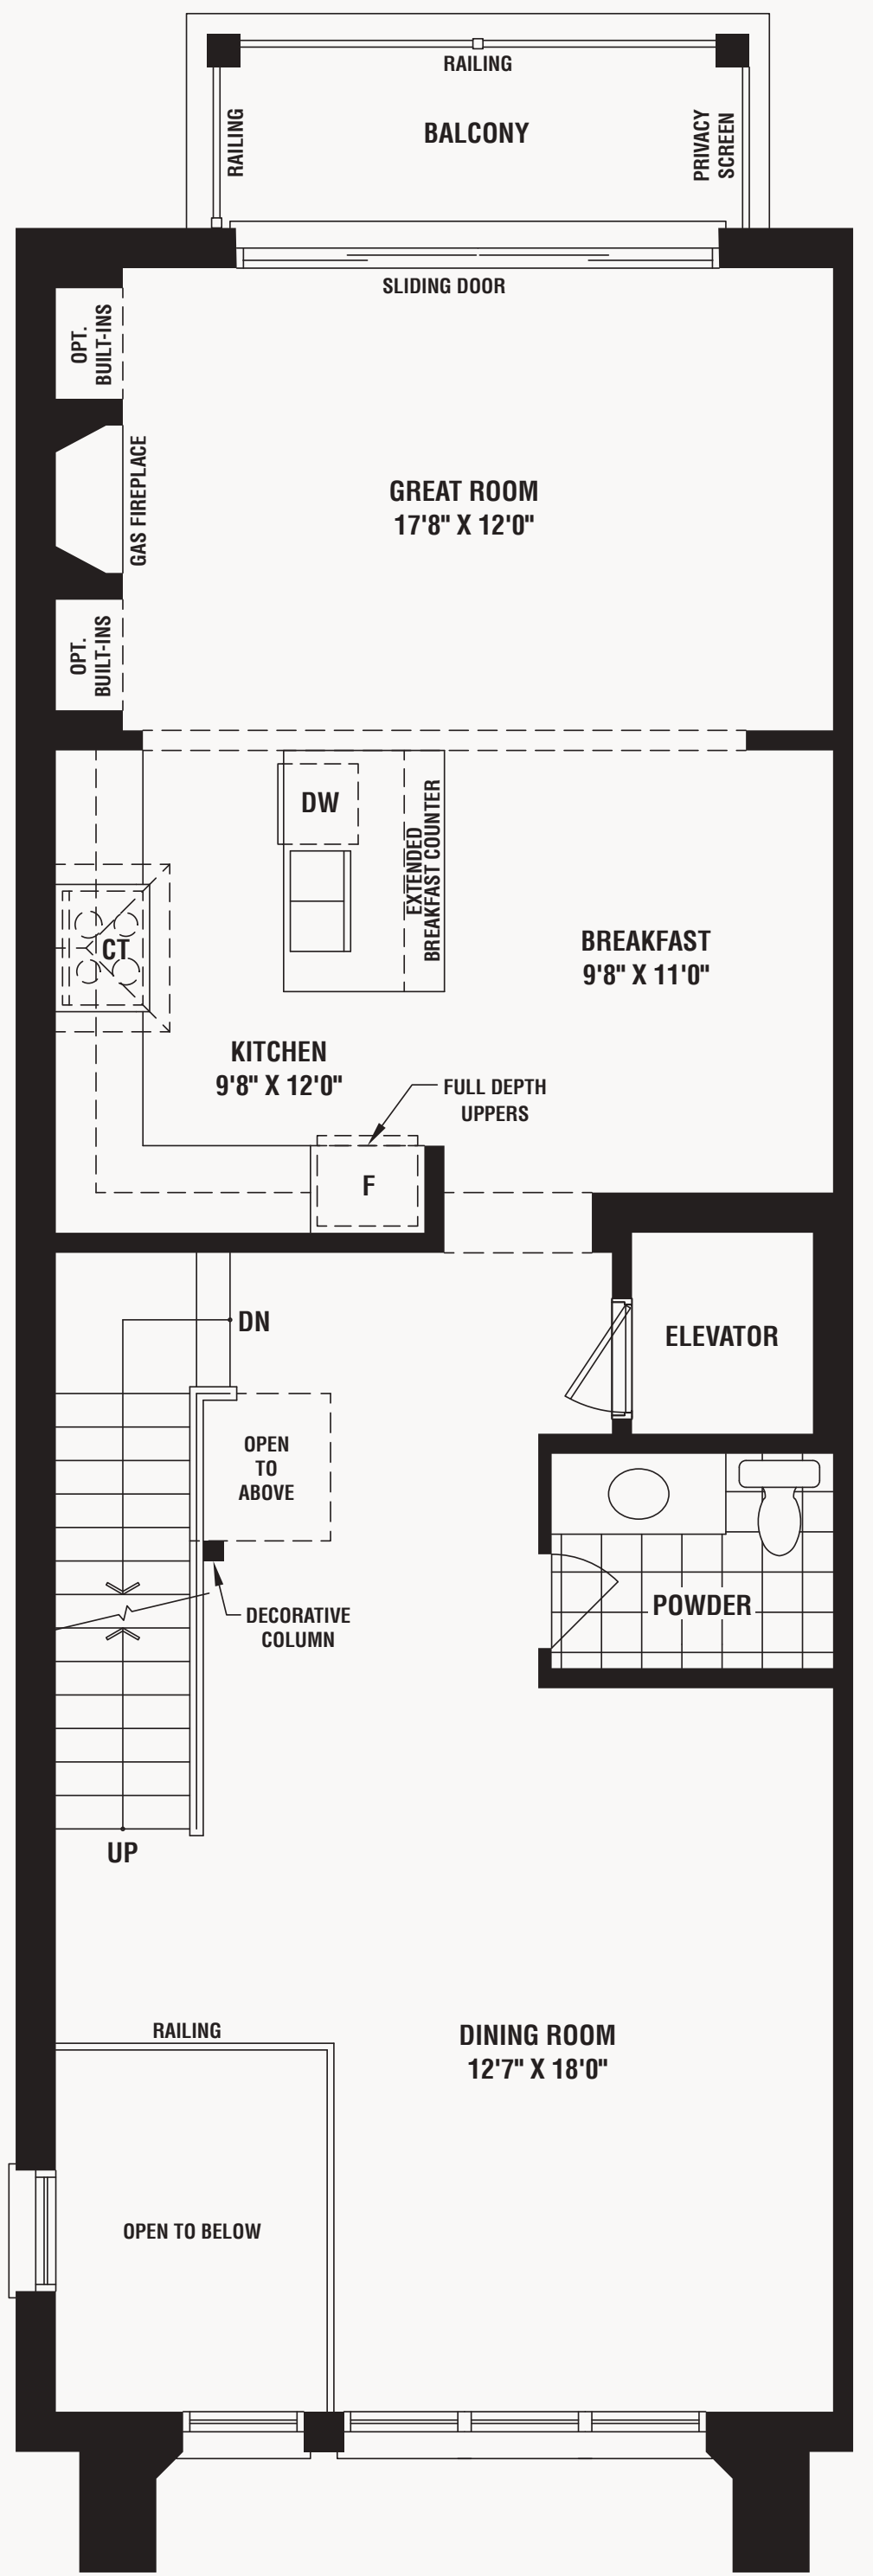 RAILING
BALCONY
RAILING
PRIVACY
SCREEN
SLIDING DOOR
OPT.
BUILT-INS
GREAT ROOM
17'8" X 12'0"
GAS FIREPLACE
OPT.
BUILT-INS
DW
EXTENDED
BREAKFAST COUNTER
CT
BREAKFAST
9'8" X 11'0"
KITCHEN
9'8" X 12'0"
FULL DEPTH
UPPERS
F
DN
ELEVATOR
OPEN
TO
ABOVE
POWDER
DECORATIVE
COLUMN
UP
RAILING
DINING ROOM
12'7" X 18'0"
OPEN TO BELOW